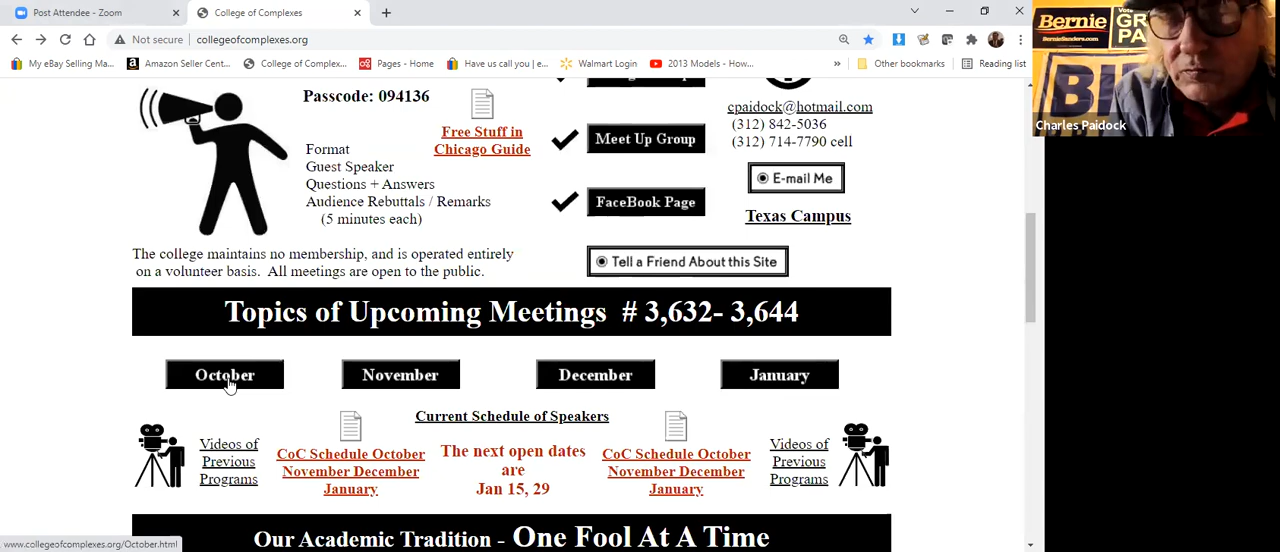 Post Attendee - Zoom
College of Complexes
Not secure
collegeofcomplexes.org
My eBay Selling Ma...
Amazon Seller Cent...
College of Complex...
Pages - Home
Have us call you | e...
Walmart Login
2013 Models - How...
»
Other bookmarks
Reading list
Bernie
BernieSanders.com
Vote
GR
PA
BI
Charles Paidock
Passcode: 094136
Free Stuff in
Chicago Guide
Format
Guest Speaker
Questions + Answers
Audience Rebuttals / Remarks
(5 minutes each)
Meet Up Group
FaceBook Page
cpaidock@hotmail.com
(312) 842-5036
(312) 714-7790 cell
E-mail Me
Texas Campus
The college maintains no membership, and is operated entirely
on a volunteer basis. All meetings are open to the public.
Tell a Friend About this Site
Topics of Upcoming Meetings # 3,632- 3,644
October
November
December
January
Current Schedule of Speakers
Videos of
Previous
Programs
CoC Schedule October
November December
January
The next open dates
are
Jan 15, 29
CoC Schedule October
November December
January
Videos of
Previous
Programs
Our Academic Tradition - One Fool At A Time
www.collegeofcomplexes.org/October.html